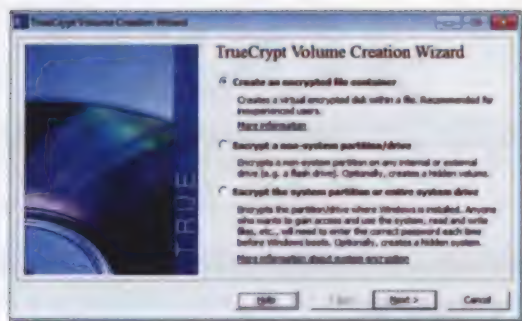 TrueCrypt Volume Creation Wizard
TRUE
TrueCrypt Volume Creation Wizard
Create an encrypted file container
Creates a virtual encrypted disk within a file. Recommended for
inexperienced users.
More information
Encrypt a non-system partition/drive
Encrypts a non-system partition on any internal or external
drive (e.g. a flash drive). Optionally, creates a hidden volume.
Encrypt the system partition or entire system drive
Encrypts the partition/drive where Windows is installed. Anyone
who wants to gain access and use the system, read and write
files, etc., will need to enter the correct password each time
before Windows boots. Optionally, creates a hidden system.
More information about system encryption
Help
Next >
Cancel